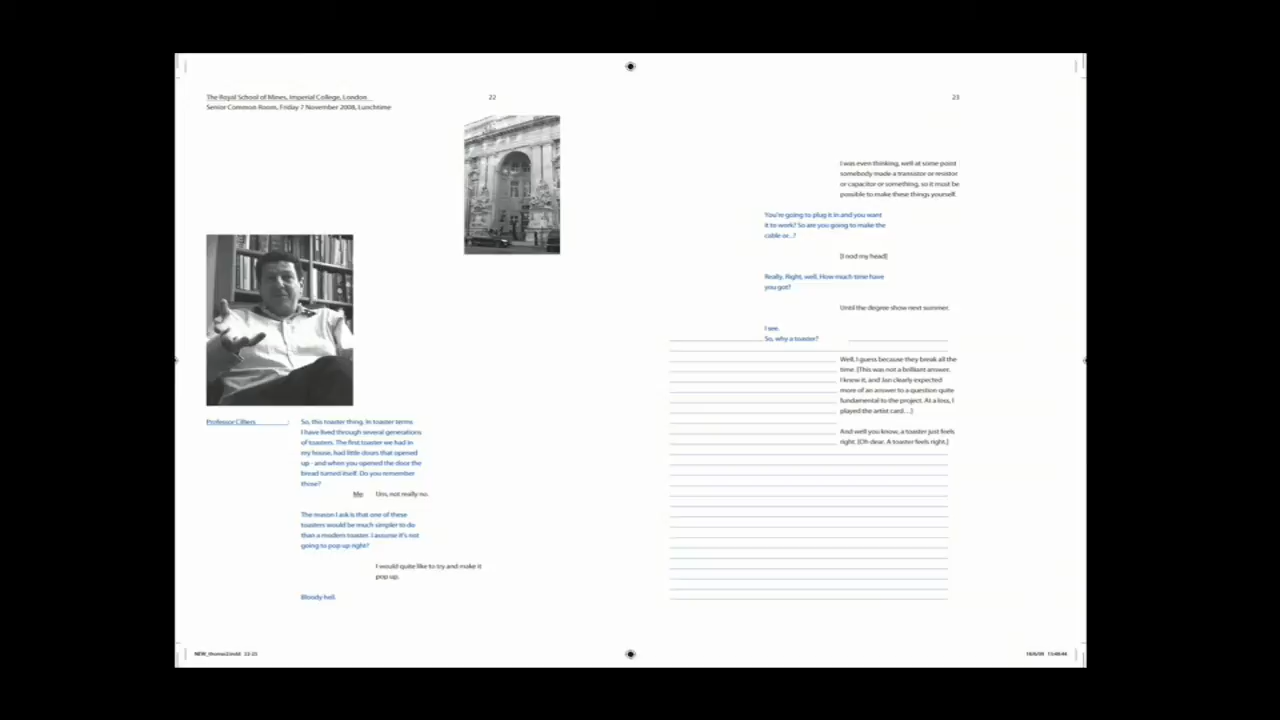 The Royal School of Mines, Imperial College, London
Senior Common Room, Friday 7 November 2008, Lunchtime
22
Professor Cilliers :
So, this toaster thing. In toaster terms
I have lived through several generations
of toasters. The first toaster we had in
my house, had little doors that opened
up - and when you opened the door the
bread turned itself. Do you remember
those?
Me Um, not really no.
The reason I ask is that one of these
toasters would be much simpler to do
than a modern toaster. I assume it's not
going to pop up right?
I would quite like to try and make it
pop up.
Bloody hell.
23
I was even thinking, well at some point
somebody made a transistor or resistor
or capacitor or something, so it must be
possible to make these things yourself.
You're going to plug it in and you want
it to work? So are you going to make the
cable or...?
[I nod my head]
Really. Right, well. How much time have
you got?
Until the degree show next summer.
I see.
So, why a toaster?
Well, I guess because they break all the
time. [This was not a brilliant answer.
I knew it, and Jan clearly expected
more of an answer to a question quite
fundamental to the project. At a loss, I
played the artist card…]
And well you know, a toaster just feels
right. [Oh dear. A toaster feels right.]
NEW_thomas2.indd 22-23